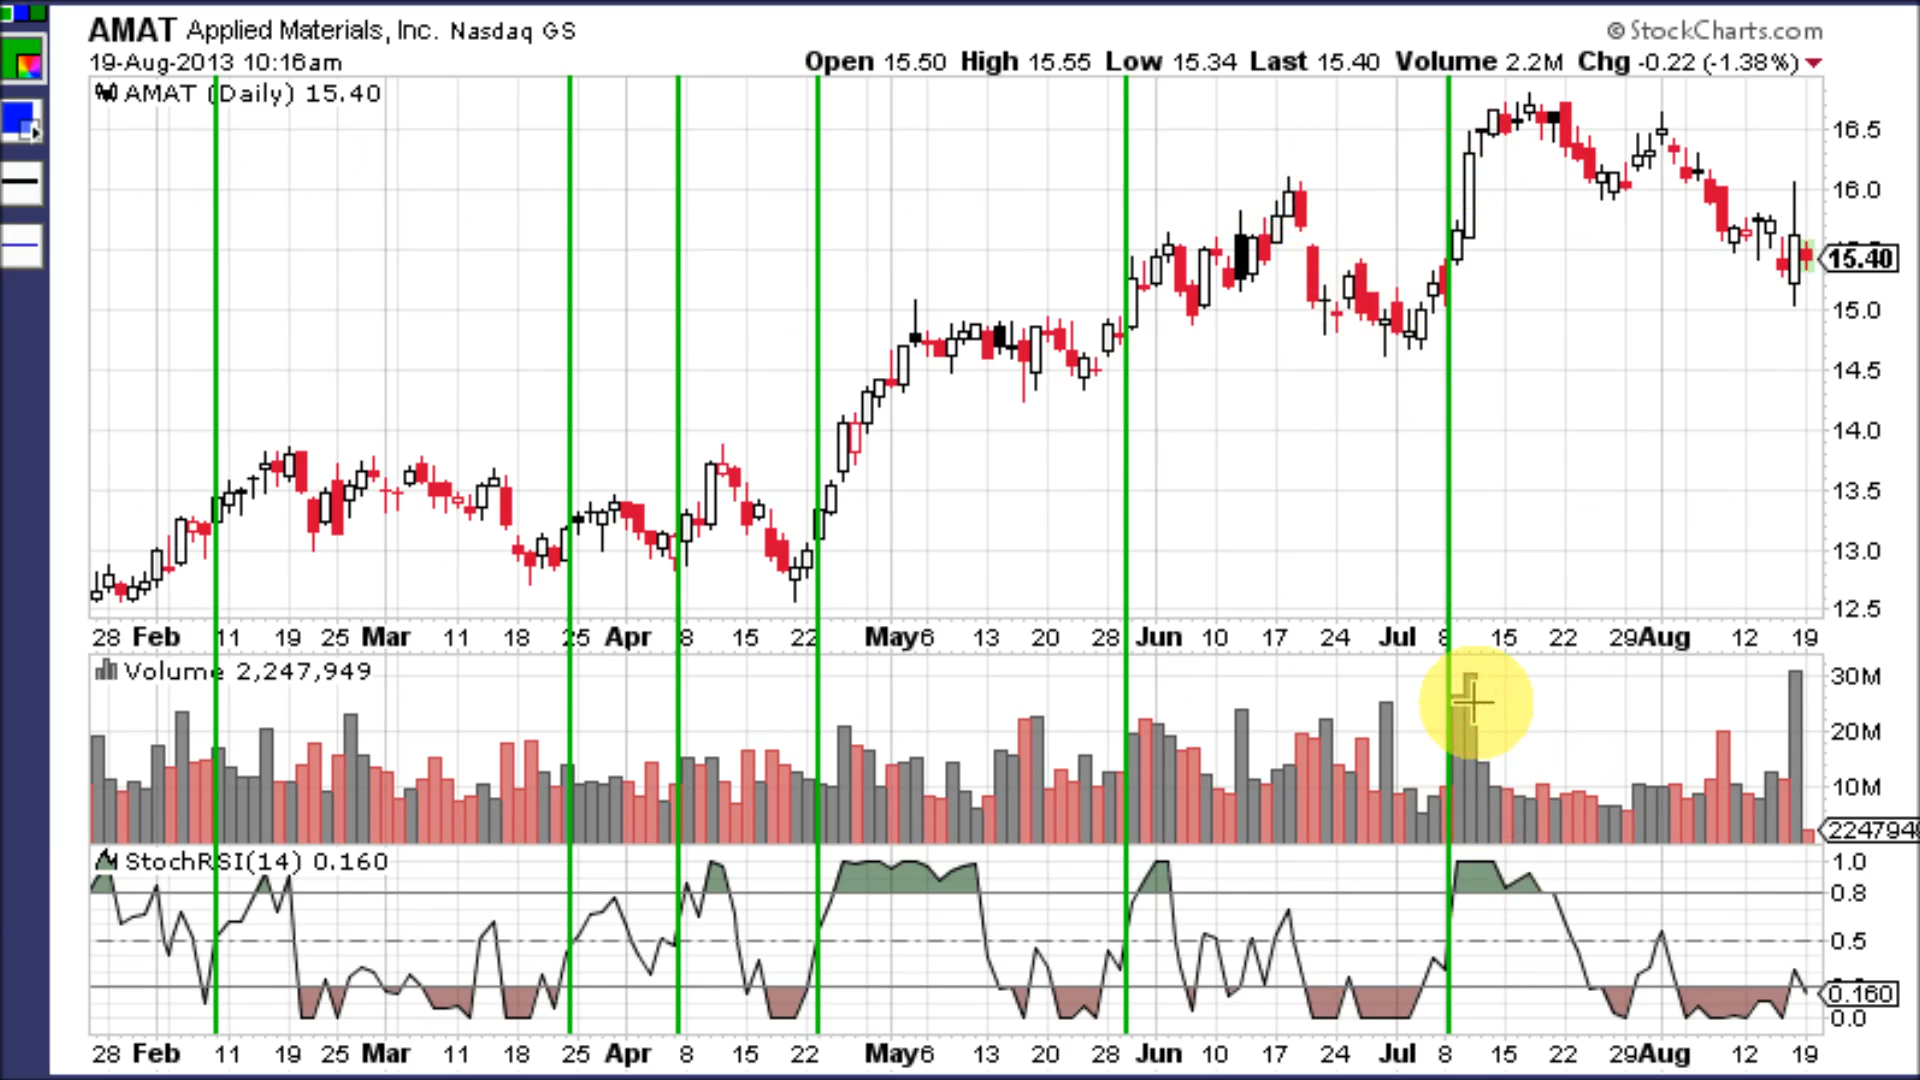 AMAT Applied Materials, Inc. Nasdaq GS © StockCharts.com
19-Aug-2013 10:16am Open 15.50 High 15.55 Low 15.34 Last 15.40 Volume 2.2M Chg -0.22 (-1.38%)
AMAT (Daily) 15.40
16.5
16.0
15.40
15.0
14.5
14.0
13.5
13.0
12.5
28 Feb 11 19 25 Mar 11 18 25 Apr 8 15 22 May 6 13 20 28 Jun 10 17 24 Jul 8 15 22 29 Aug 12 19
Volume 2,247,949
30M
20M
10M
2247949
StochRSI(14) 0.160
1.0
0.8
0.5
0.160
0.0
28 Feb 11 19 25 Mar 11 18 25 Apr 8 15 22 May 6 13 20 28 Jun 10 17 24 Jul 8 15 22 29 Aug 12 19